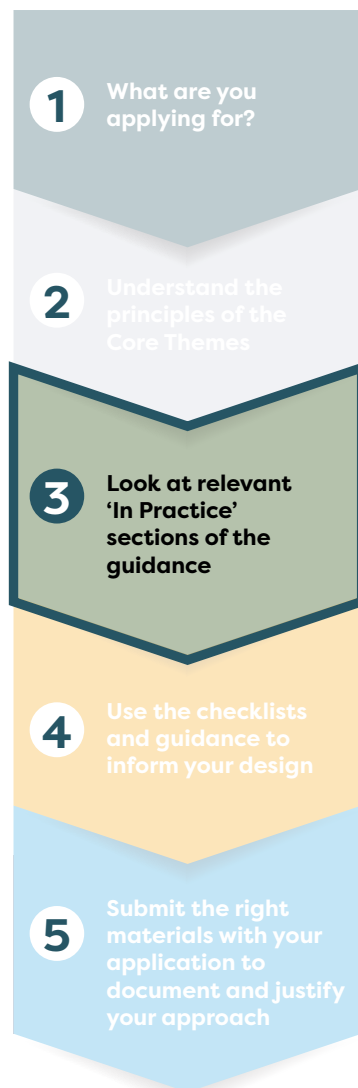 1
What are you
applying for?
2
Understand the
principles of the
Core Themes
3
Look at relevant
‘In Practice’
sections of the
guidance
4
Use the checklists
and guidance to
inform your design
5
Submit the right
materials with your
application to
document and justify
your approach